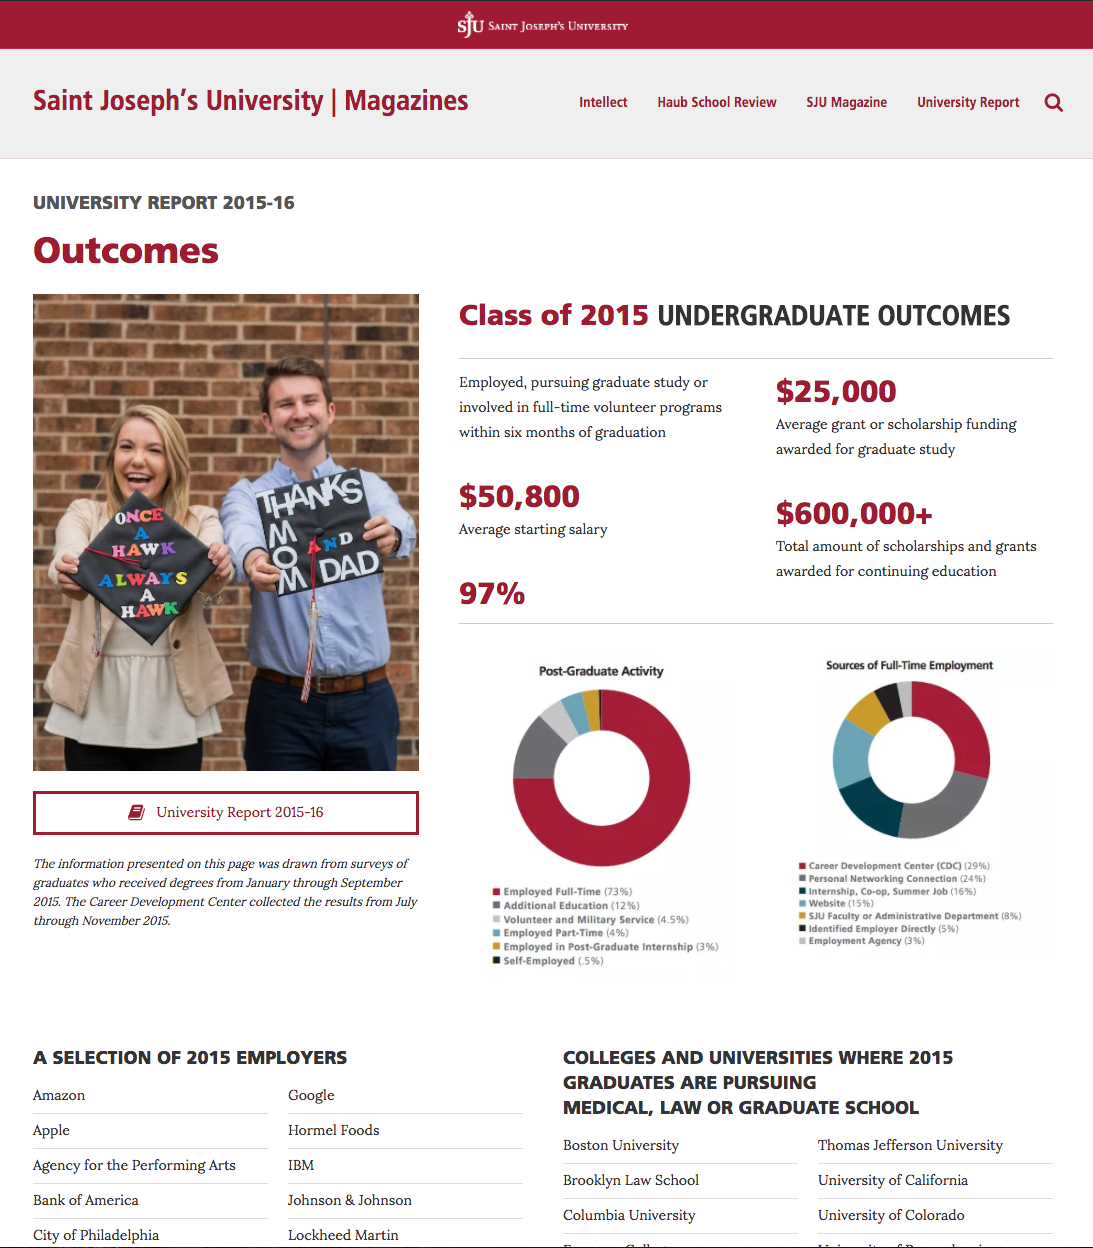 SJU SAINT JOSEPH'S UNIVERSITY
Saint Joseph's University | Magazines
Intellect
Haub School Review
SJU Magazine
University Report
UNIVERSITY REPORT 2015-16
Outcomes
ONCE
A
HAWK
ALWAYS
A
HAWK
THANKS
MOM
AND
DAD
University Report 2015-16
The information presented on this page was drawn from surveys of
graduates who received degrees from January through September
2015. The Career Development Center collected the results from July
through November 2015.
Class of 2015 UNDERGRADUATE OUTCOMES
Employed, pursuing graduate study or
involved in full-time volunteer programs
within six months of graduation
$50,800
Average starting salary
97%
$25,000
Average grant or scholarship funding
awarded for graduate study
$600,000+
Total amount of scholarships and grants
awarded for continuing education
Post-Graduate Activity
Employed Full-Time (73%)
Additional Education (12%)
Volunteer and Military Service (4.5%)
Employed Part-Time (4%)
Employed in Post-Graduate Internship (3%)
Self-Employed (.5%)
Sources of Full-Time Employment
Career Development Center (CDC) (29%)
Personal Networking Connection (24%)
Internship, Co-op, Summer Job (16%)
Website (15%)
SJU Faculty or Administrative Department (8%)
Identified Employer Directly (5%)
Employment Agency (3%)
A SELECTION OF 2015 EMPLOYERS
Amazon
Apple
Agency for the Performing Arts
Bank of America
City of Philadelphia
Google
Hormel Foods
IBM
Johnson & Johnson
Lockheed Martin
COLLEGES AND UNIVERSITIES WHERE 2015
GRADUATES ARE PURSUING
MEDICAL, LAW OR GRADUATE SCHOOL
Boston University
Brooklyn Law School
Columbia University
Thomas Jefferson University
University of California
University of Colorado